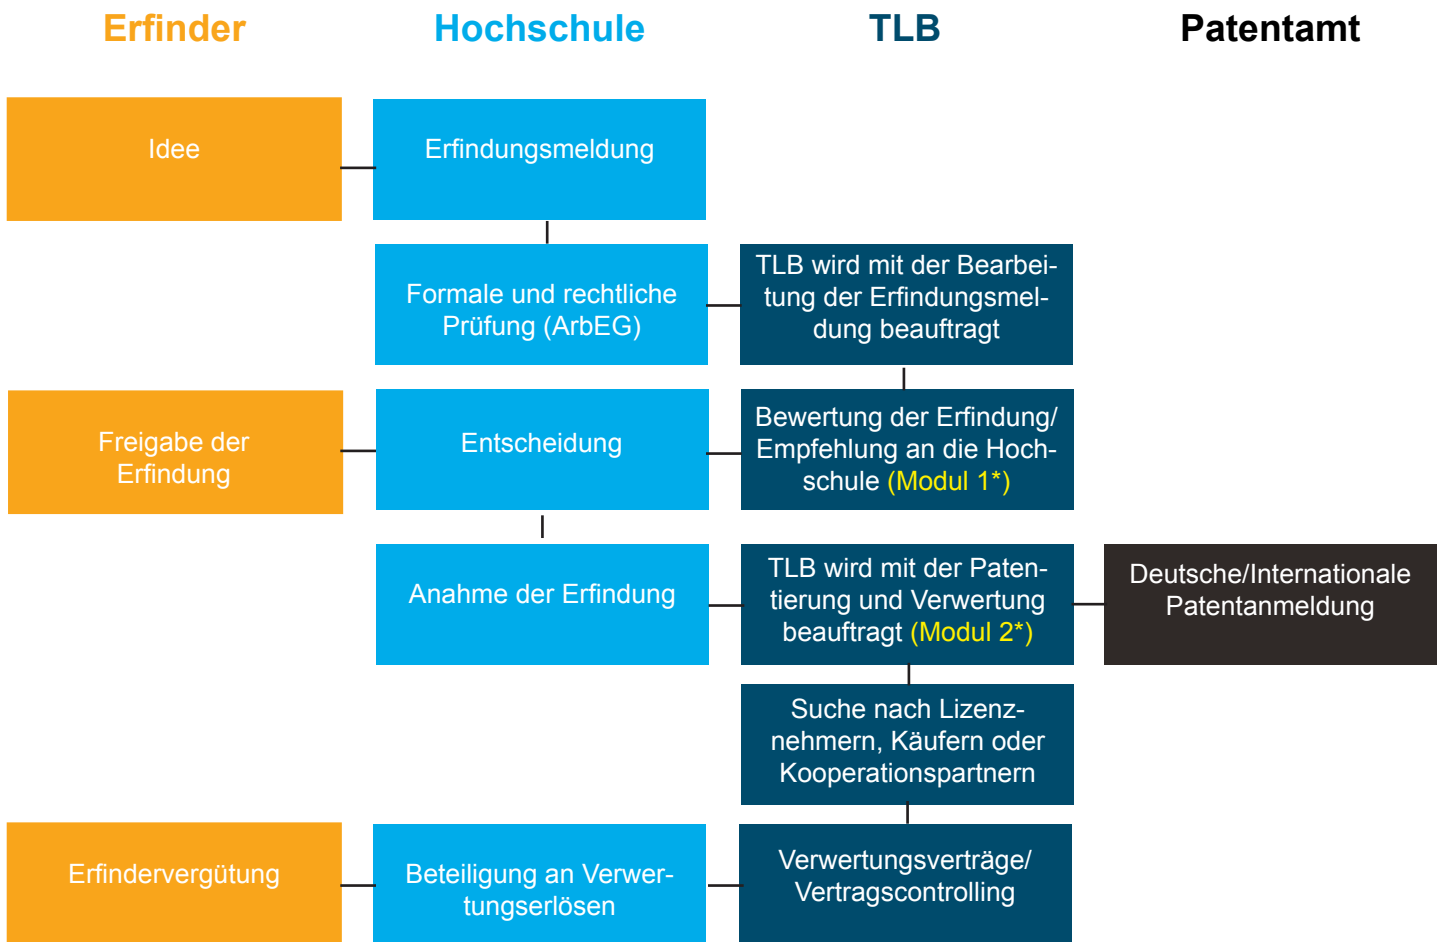 Erfinder
Hochschule
TLB
Patentamt
Idee
Erfindungsmeldung
Formale und rechtliche
Prüfung (ArbEG)
TLB wird mit der Bearbei-
tung der Erfindungsmel-
dung beauftragt
Freigabe der
Erfindung
Entscheidung
Bewertung der Erfindung/
Empfehlung an die Hoch-
schule (Modul 1*)
Anahme der Erfindung
TLB wird mit der Paten-
tierung und Verwertung
beauftragt (Modul 2*)
Deutsche/Internationale
Patentanmeldung
Suche nach Lizenz-
nehmern, Käufern oder
Kooperationspartnern
Erfindervergütung
Beteiligung an Verwer-
tungserlösen
Verwertungsverträge/
Vertragscontrolling